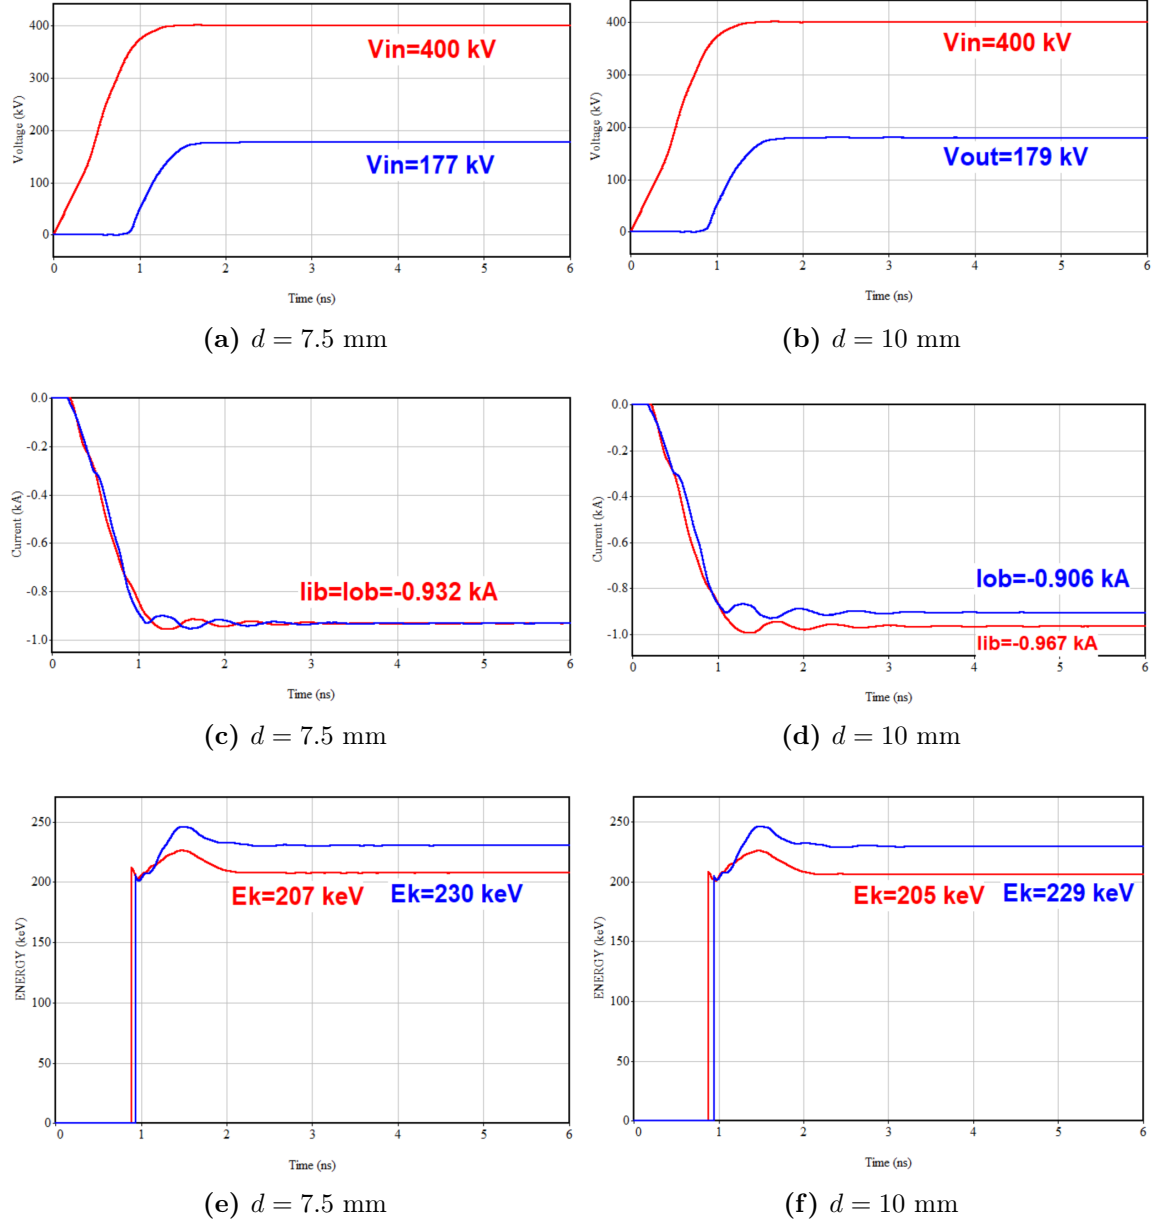 400
300
200
100
0
Voltage (kV)
Vin=400 kV
Vin=177 kV
0 1 2 3 4 5 6
Time (ns)
(a) d = 7.5 mm
400
300
200
100
0
Voltage (kV)
Vin=400 kV
Vout=179 kV
0 1 2 3 4 5 6
Time (ns)
(b) d = 10 mm
0.0
-0.2
-0.4
-0.6
-0.8
-1.0
Current (kA)
Iib=Iob=-0.932 kA
0 1 2 3 4 5 6
Time (ns)
(c) d = 7.5 mm
0.0
-0.2
-0.4
-0.6
-0.8
-1.0
Current (kA)
Iob=-0.906 kA
Iib=-0.967 kA
0 1 2 3 4 5 6
Time (ns)
(d) d = 10 mm
250
200
150
100
50
0
ENERGY (keV)
Ek=207 keV Ek=230 keV
0 1 2 3 4 5 6
Time (ns)
(e) d = 7.5 mm
250
200
150
100
50
0
ENERGY (keV)
Ek=205 keV Ek=229 keV
0 1 2 3 4 5 6
Time (ns)
(f) d = 10 mm